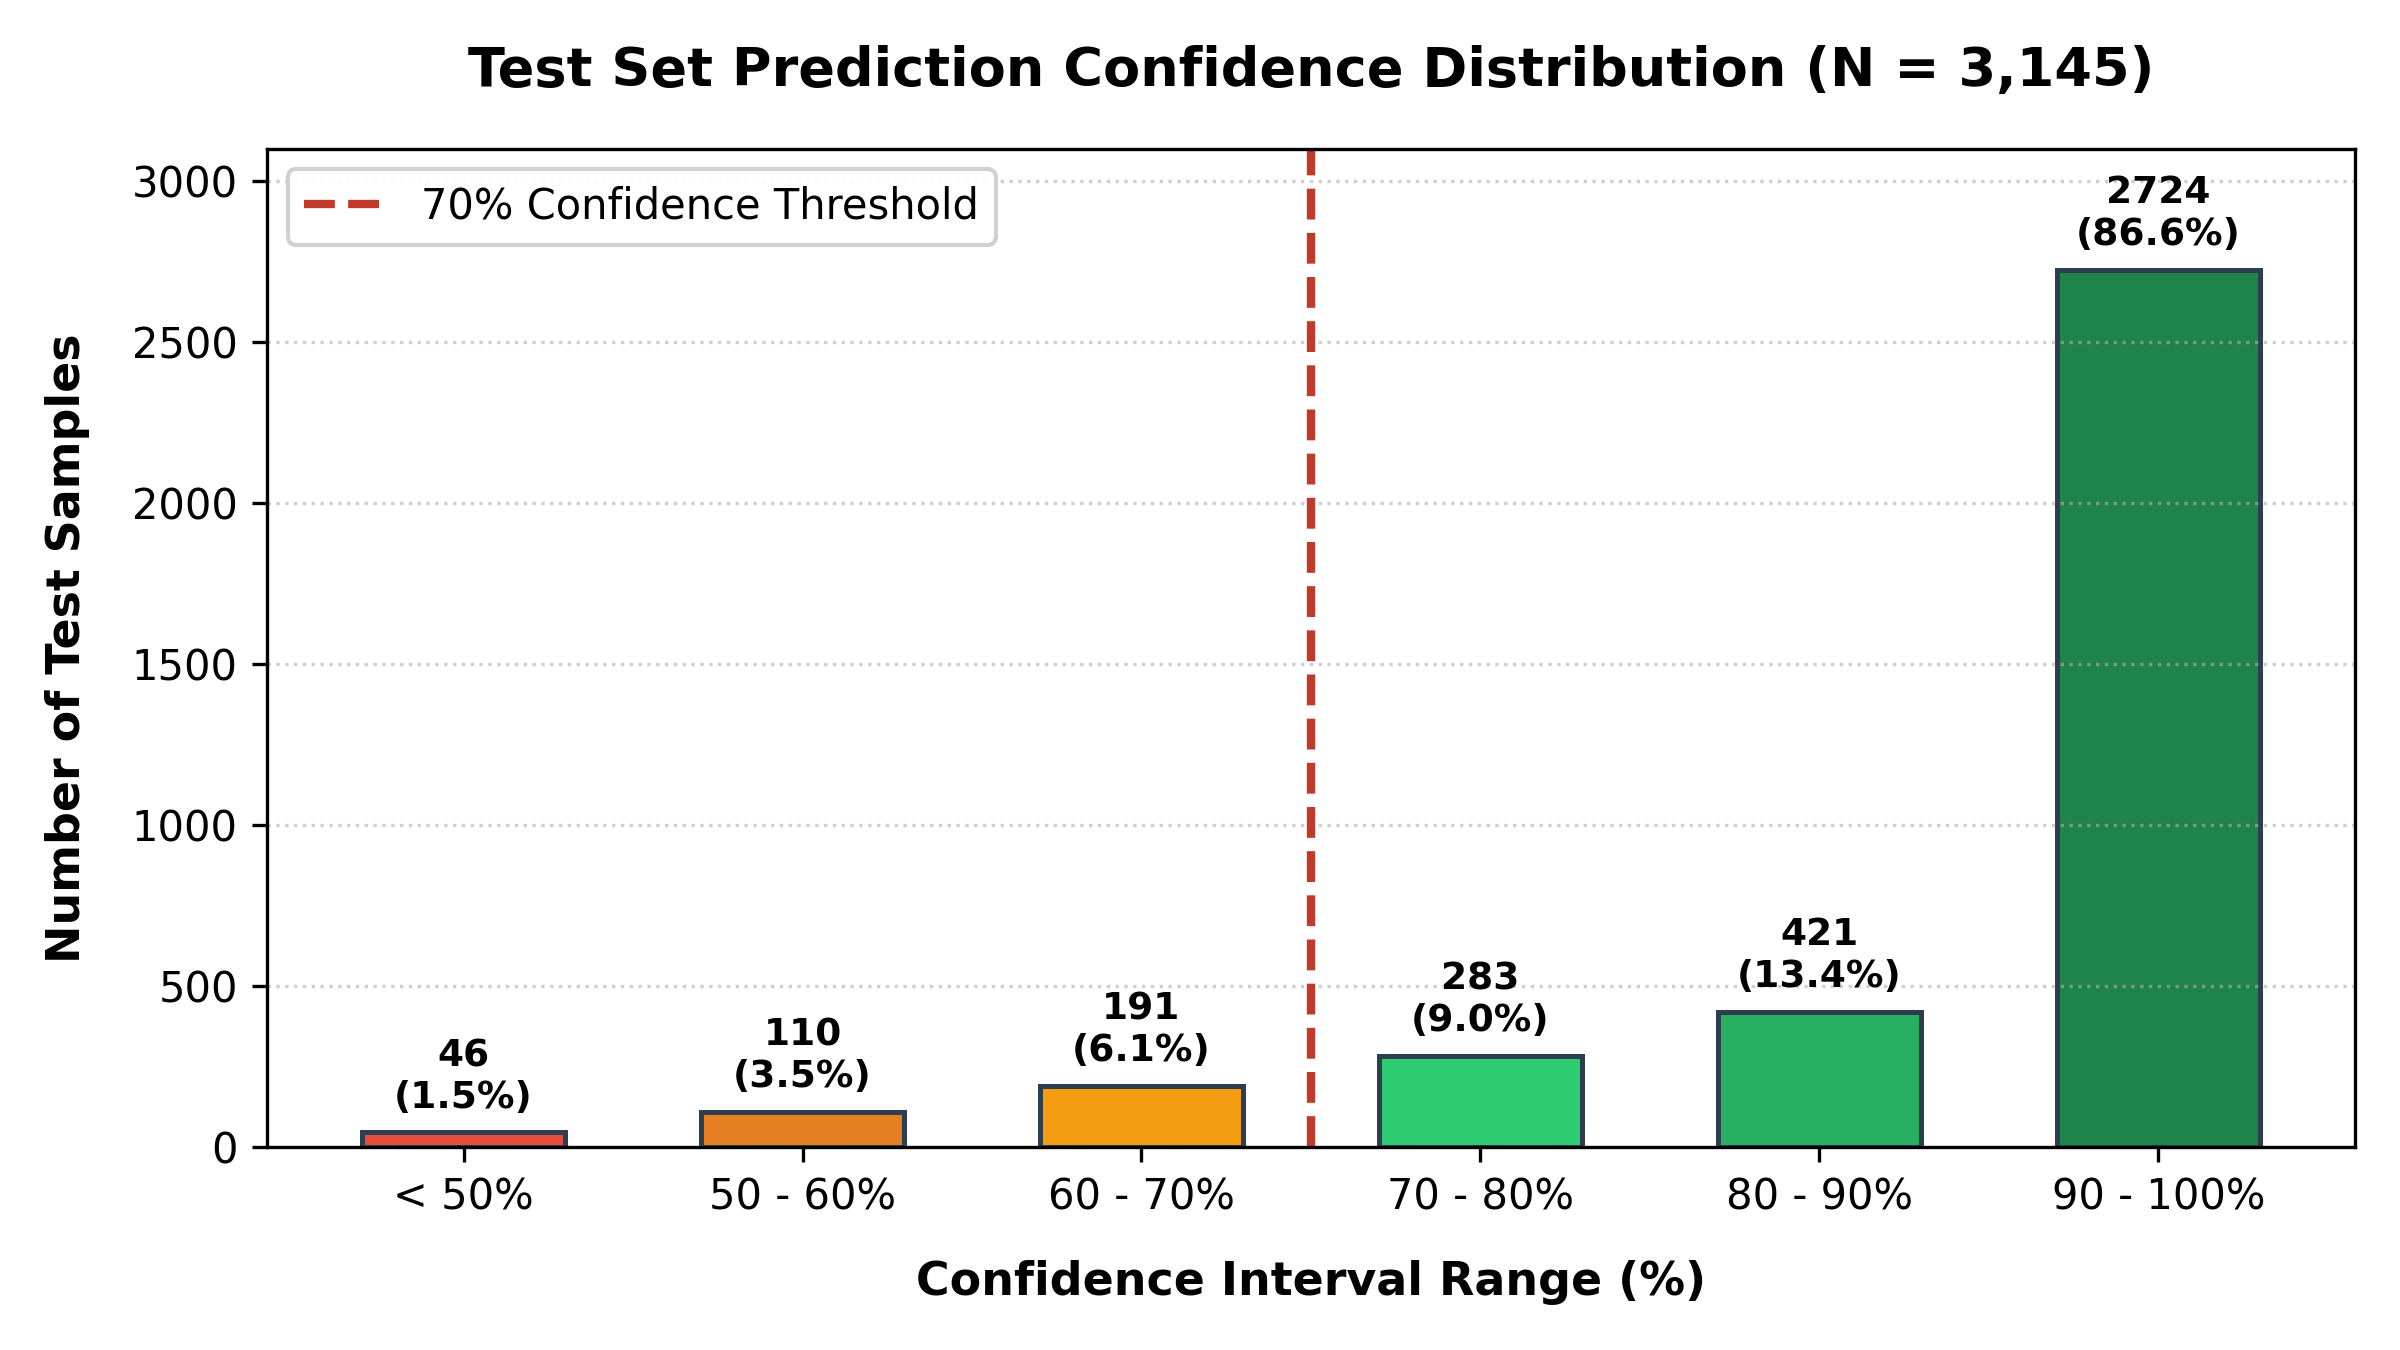 Test Set Prediction Confidence Distribution (N = 3,145)
70% Confidence Threshold
Number of Test Samples
3000
2500
2000
1500
1000
500
0
46
(1.5%)
110
(3.5%)
191
(6.1%)
283
(9.0%)
421
(13.4%)
2724
(86.6%)
< 50%
50 - 60%
60 - 70%
70 - 80%
80 - 90%
90 - 100%
Confidence Interval Range (%)